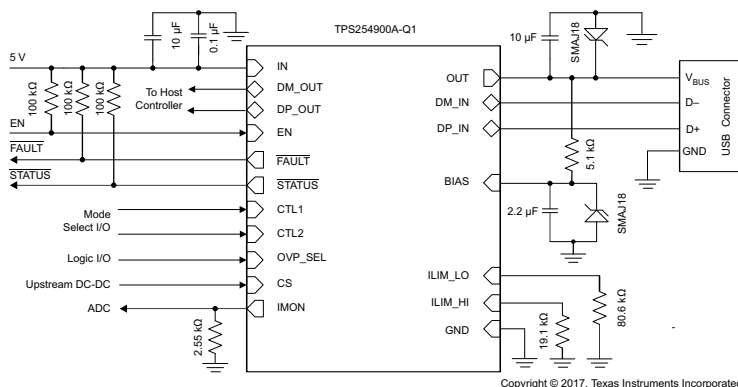 TPS254900A-Q1
10 µF
0.1 µF
5 V
100 kΩ
100 kΩ
100 kΩ
To Host
Controller
EN
FAULT
STATUS
Mode
Select I/O
Logic I/O
Upstream DC-DC
ADC
2.55 kΩ
IN
DM_OUT
DP_OUT
EN
FAULT
STATUS
CTL1
CTL2
OVP_SEL
CS
IMON
OUT
DM_IN
DP_IN
BIAS
ILIM_LO
ILIM_HI
GND
10 µF
SMAJ18
5.1 kΩ
2.2 µF
SMAJ18
19.1 kΩ
80.6 kΩ
VBUS
D–
D+
GND
USB Connector
Copyright © 2017, Texas Instruments Incorporated